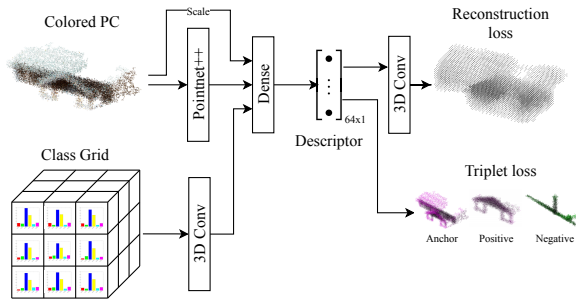 Colored PC
Scale
Pointnet++
Dense
64x1
Descriptor
3D Conv
Reconstruction
loss
Class Grid
3D Conv
Triplet loss
Anchor
Positive
Negative